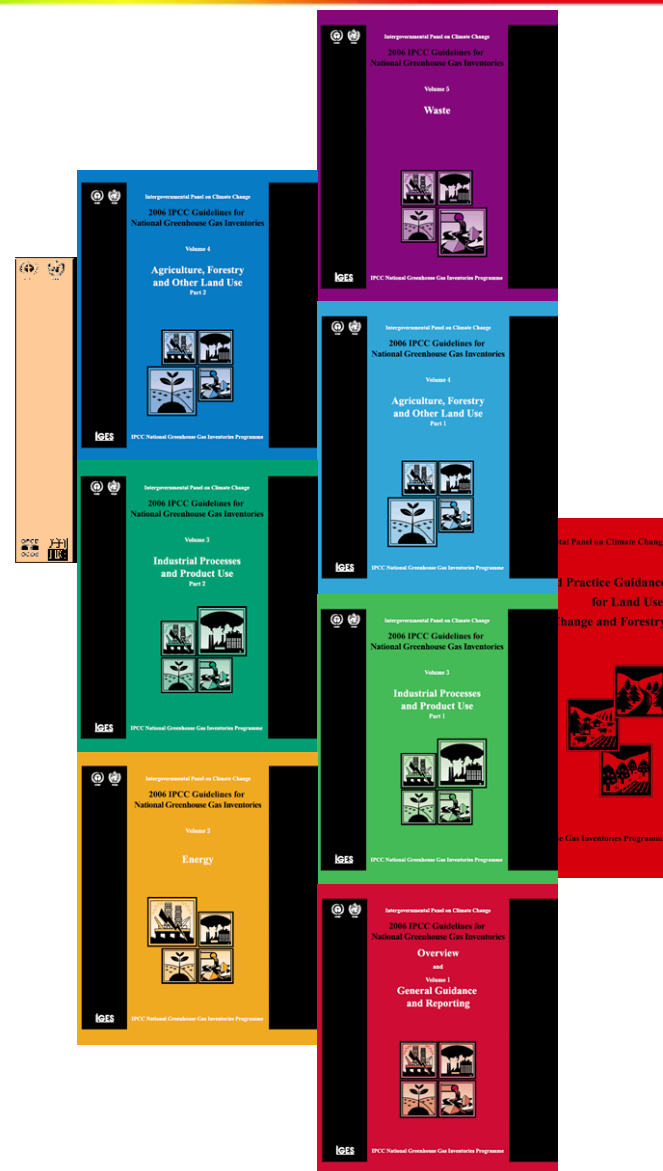 Intergovernmental Panel on Climate Change
2006 IPCC Guidelines for
National Greenhouse Gas Inventories
Volume 5
Waste
IGES
IPCC National Greenhouse Gas Inventories Programme
Intergovernmental Panel on Climate Change
2006 IPCC Guidelines for
National Greenhouse Gas Inventories
Volume 4
Agriculture, Forestry
and Other Land Use
Part 2
IGES
IPCC National Greenhouse Gas Inventories Programme
Intergovernmental Panel on Climate Change
2006 IPCC Guidelines for
National Greenhouse Gas Inventories
Volume 4
Agriculture, Forestry
and Other Land Use
Part 1
IGES
IPCC National Greenhouse Gas Inventories Programme
Intergovernmental Panel on Climate Change
2006 IPCC Guidelines for
National Greenhouse Gas Inventories
Volume 3
Industrial Processes
and Product Use
Part 2
IGES
IPCC National Greenhouse Gas Inventories Programme
OCDE
tal Panel on Climate Change
d Practice Guidance
for Land Use
hange and Forestry
e Gas Inventories Programme
Intergovernmental Panel on Climate Change
2006 IPCC Guidelines for
National Greenhouse Gas Inventories
Volume 3
Industrial Processes
and Product Use
Part 1
IGES
IPCC National Greenhouse Gas Inventories Programme
Intergovernmental Panel on Climate Change
2006 IPCC Guidelines for
National Greenhouse Gas Inventories
Volume 2
Energy
IGES
IPCC National Greenhouse Gas Inventories Programme
Intergovernmental Panel on Climate Change
2006 IPCC Guidelines for
National Greenhouse Gas Inventories
Overview
and
Volume 1
General Guidance
and Reporting
IGES
IPCC National Greenhouse Gas Inventories Programme